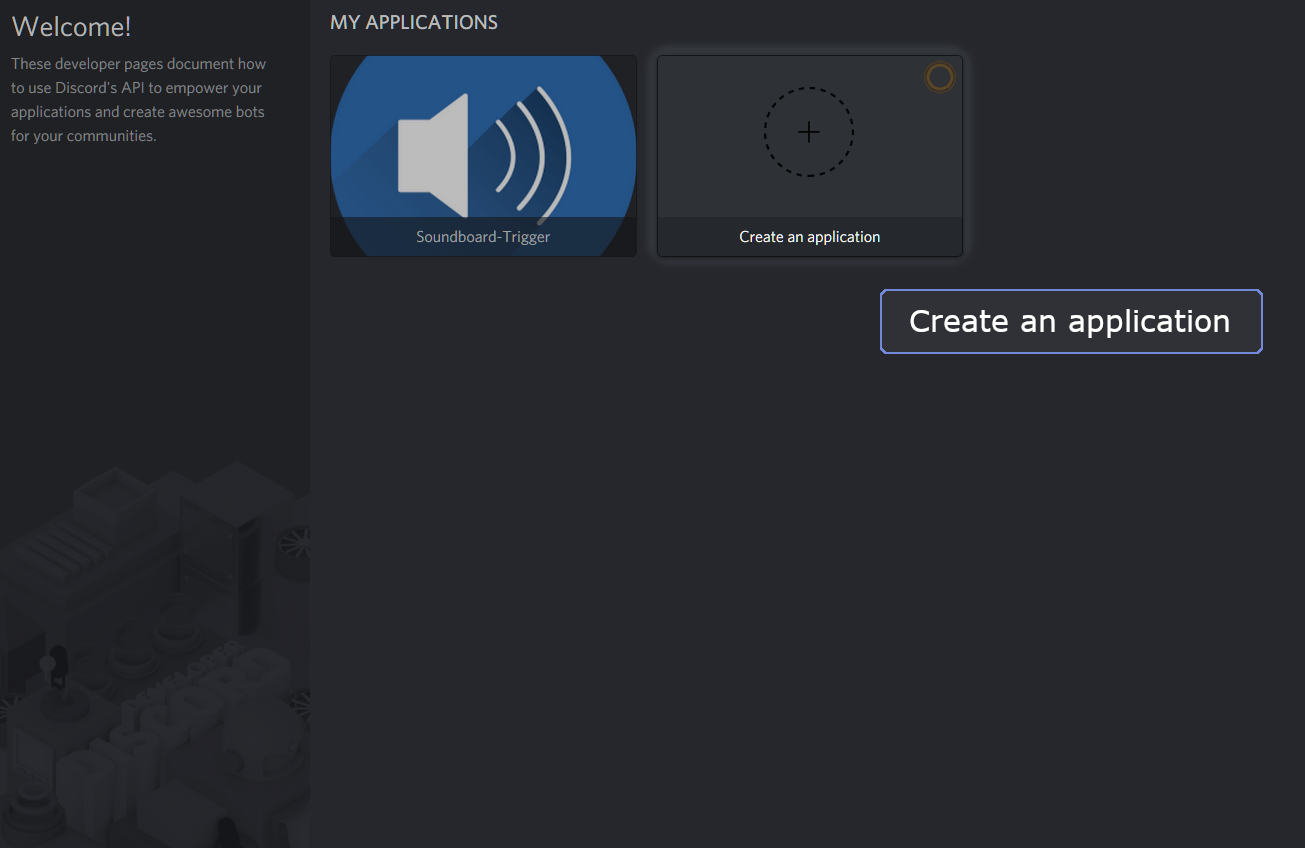 Welcome!
These developer pages document how
to use Discord's API to empower your
applications and create awesome bots
for your communities.
MY APPLICATIONS
Soundboard-Trigger
Create an application
Create an application